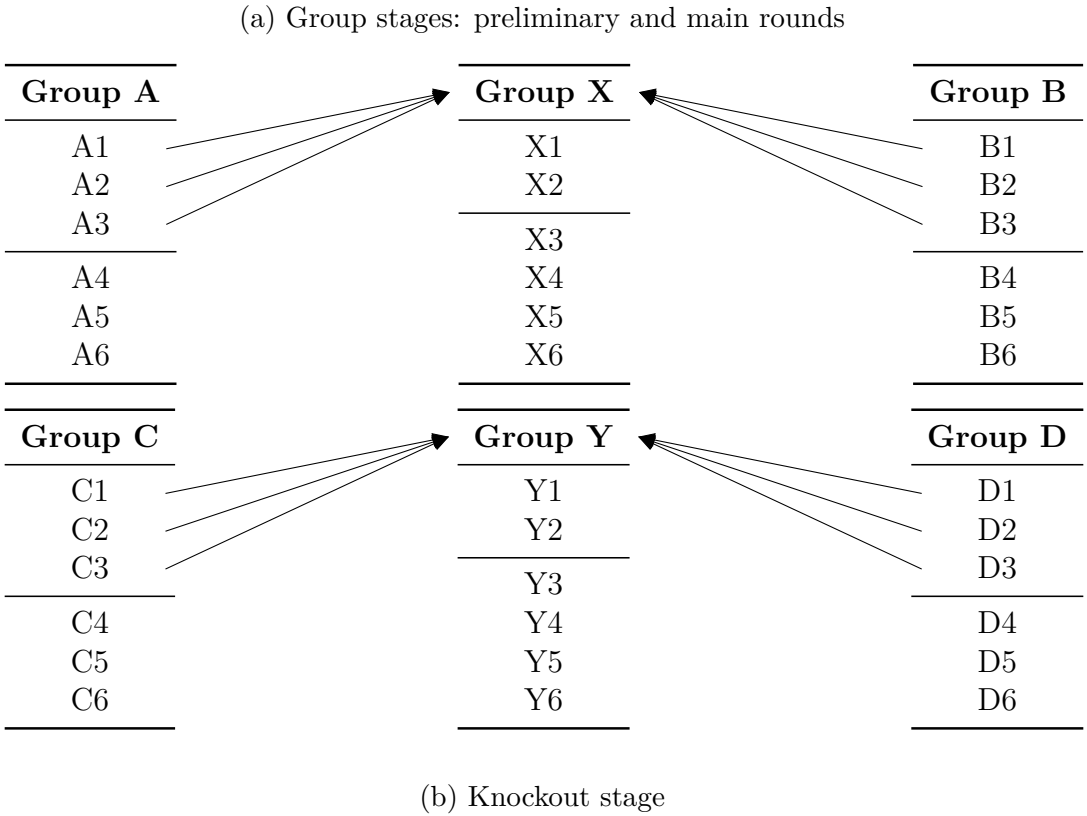 (a) Group stages: preliminary and main rounds
Group A
A1
A2
A3
A4
A5
A6
Group X
X1
X2
X3
X4
X5
X6
Group B
B1
B2
B3
B4
B5
B6
Group C
C1
C2
C3
C4
C5
C6
Group Y
Y1
Y2
Y3
Y4
Y5
Y6
Group D
D1
D2
D3
D4
D5
D6
(b) Knockout stage